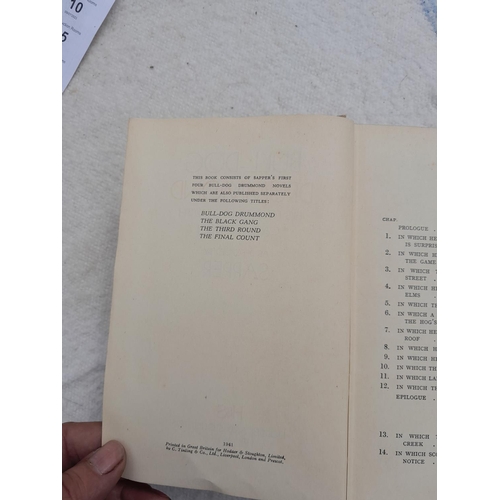 10
5
THIS BOOK CONSISTS OF SAPPER'S FIRST
FOUR BULL-DOG DRUMMOND NOVELS
WHICH ARE ALSO PUBLISHED SEPARATELY
UNDER THE FOLLOWING TITLES:
BULL-DOG DRUMMOND
THE BLACK GANG
THE THIRD ROUND
THE FINAL COUNT
1941
Printed in Great Britain for Hodder & Stoughton, Limited,
by C. Tinling & Co., Ltd., Liverpool, London and Prescot.
CHAP.
PROLOGUE .
1. IN WHICH HE
IS SURPRIS
2. IN WHICH H
THE GAME
3. IN WHICH T
STREET .
4. IN WHICH HE
ELMS .
5. IN WHICH TH
6. IN WHICH A
THE HOG'S
7. IN WHICH HE
ROOF .
8. IN WHICH H
9. IN WHICH HE
10. IN WHICH TH
11. IN WHICH LA
12. IN WHICH TH
EPILOGUE .
13. IN WHICH T
CREEK .
14. IN WHICH SC
NOTICE .